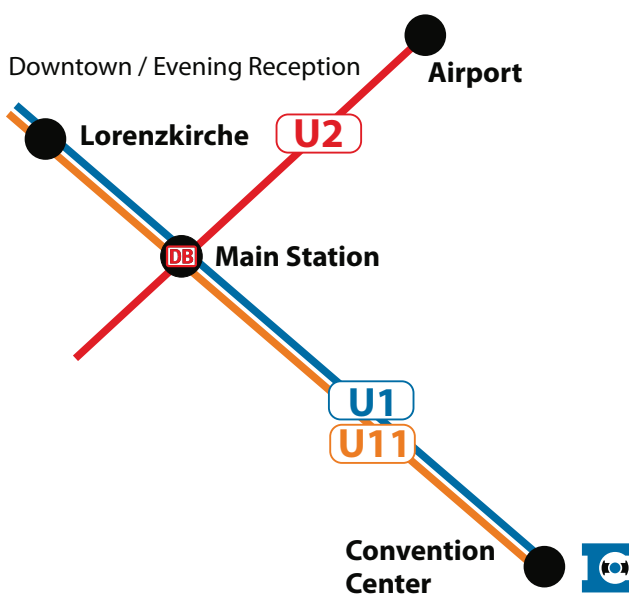 Downtown / Evening Reception
Airport
Lorenzkirche
U2
DB
Main Station
U1
U11
Convention
Center